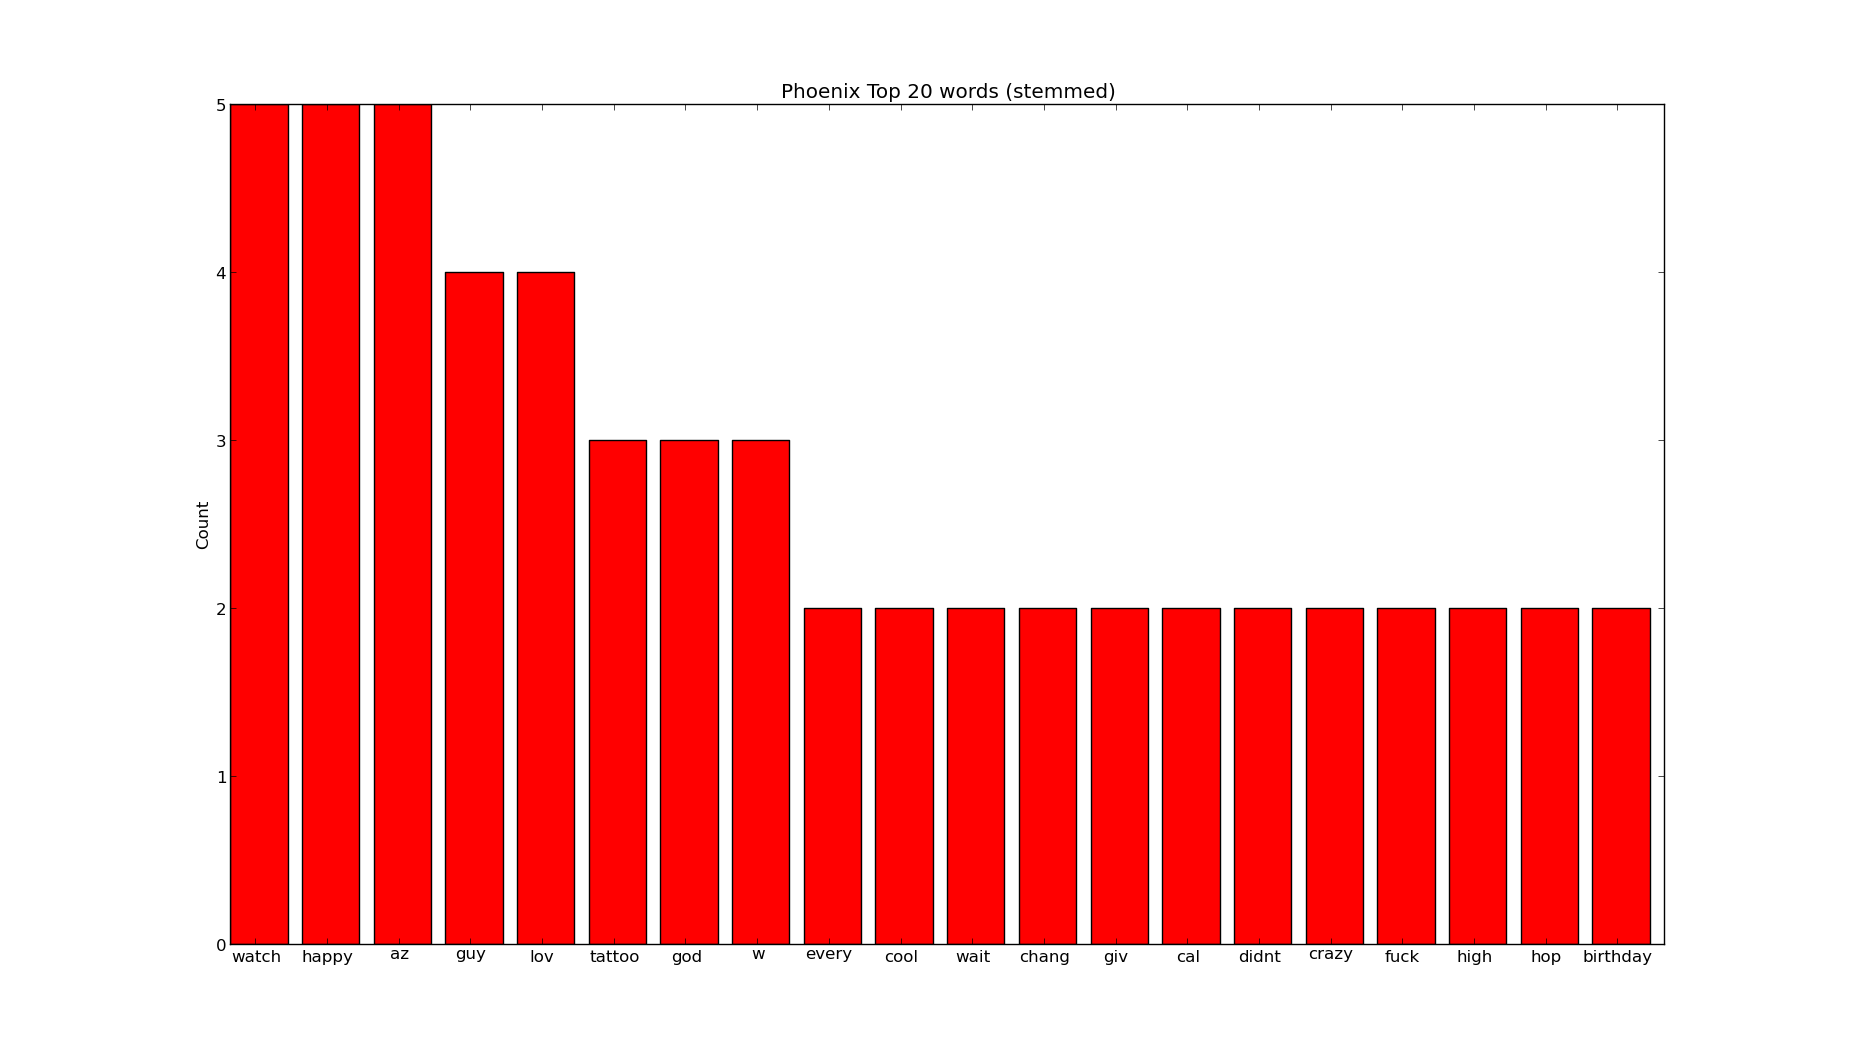 Phoenix Top 20 words (stemmed)
5
4
3
2
1
0
Count
watch happy az guy lov tattoo god w every cool wait chang giv cal didnt crazy fuck high hop birthday